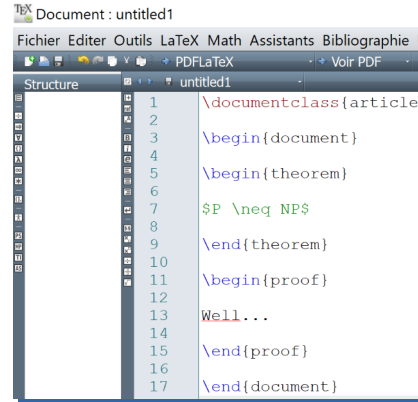 TEX Document : untitled1
Fichier Editer Outils LaTeX Math Assistants Bibliographie
PDFLaTeX Voir PDF
Structure untitled1
1 \documentclass{article
2
3 \begin{document}
4
5 \begin{theorem}
6
7 $P \neq NP$
8
9 \end{theorem}
10
11 \begin{proof}
12
13 Well...
14
15 \end{proof}
16
17 \end{document}